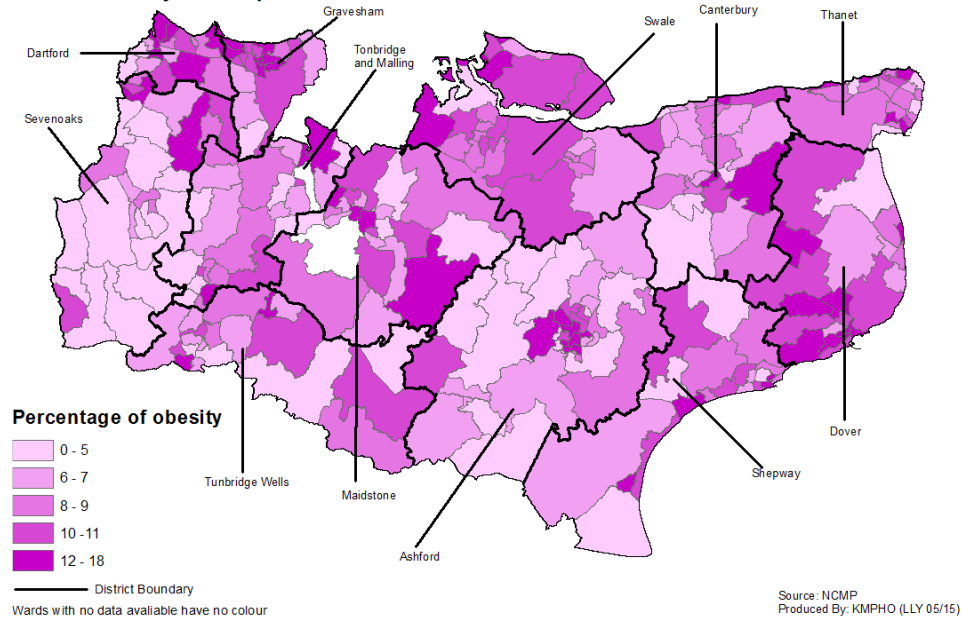 Gravesham
Canterbury
Thanet
Swale
Dartford
Tonbridge
and Malling
Sevenoaks
Percentage of obesity
0 - 5
6 - 7
8 - 9
10 -11
12 - 18
District Boundary
Wards with no data avaliable have no colour
Tunbridge Wells
Maidstone
Ashford
Shepway
Dover
Source: NCMP
Produced By: KMPHO (LLY 05/15)